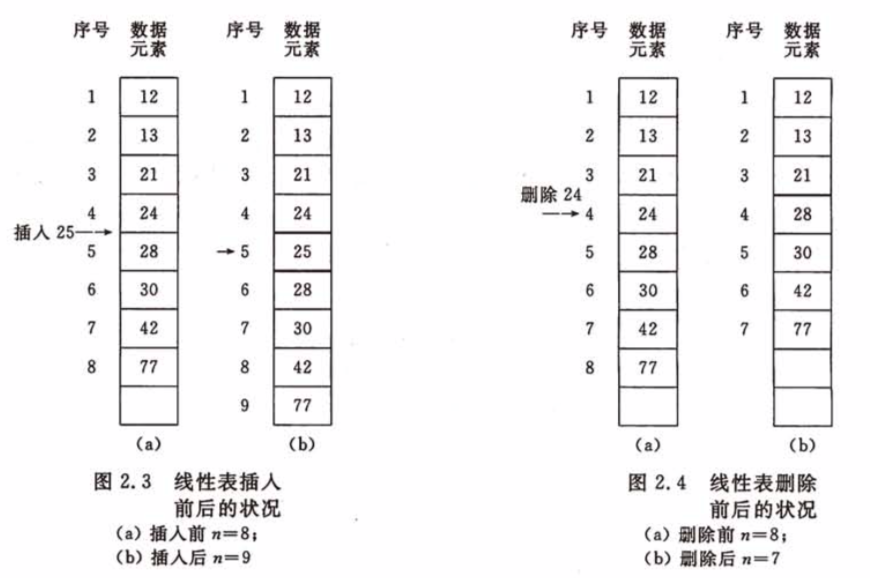 序号 数据 序号 数据
元素 元素
1 12 1 12
2 13 2 13
3 21 3 21
4 24 4 24
插入 25
5 28 5 25
6 30 6 28
7 42 7 30
8 77 8 42
9 77
(a) (b)
图 2.3 线性表插入
前后的状况
(a) 插入前 n=8;
(b) 插入后 n=9
序号 数据 序号 数据
元素 元素
1 12 1 12
2 13 2 13
3 21 3 21
删除 24
4 24 4 28
5 28 5 30
6 30 6 42
7 42 7 77
8 77
(a) (b)
图 2.4 线性表删除
前后的状况
(a) 删除前 n=8;
(b) 删除后 n=7